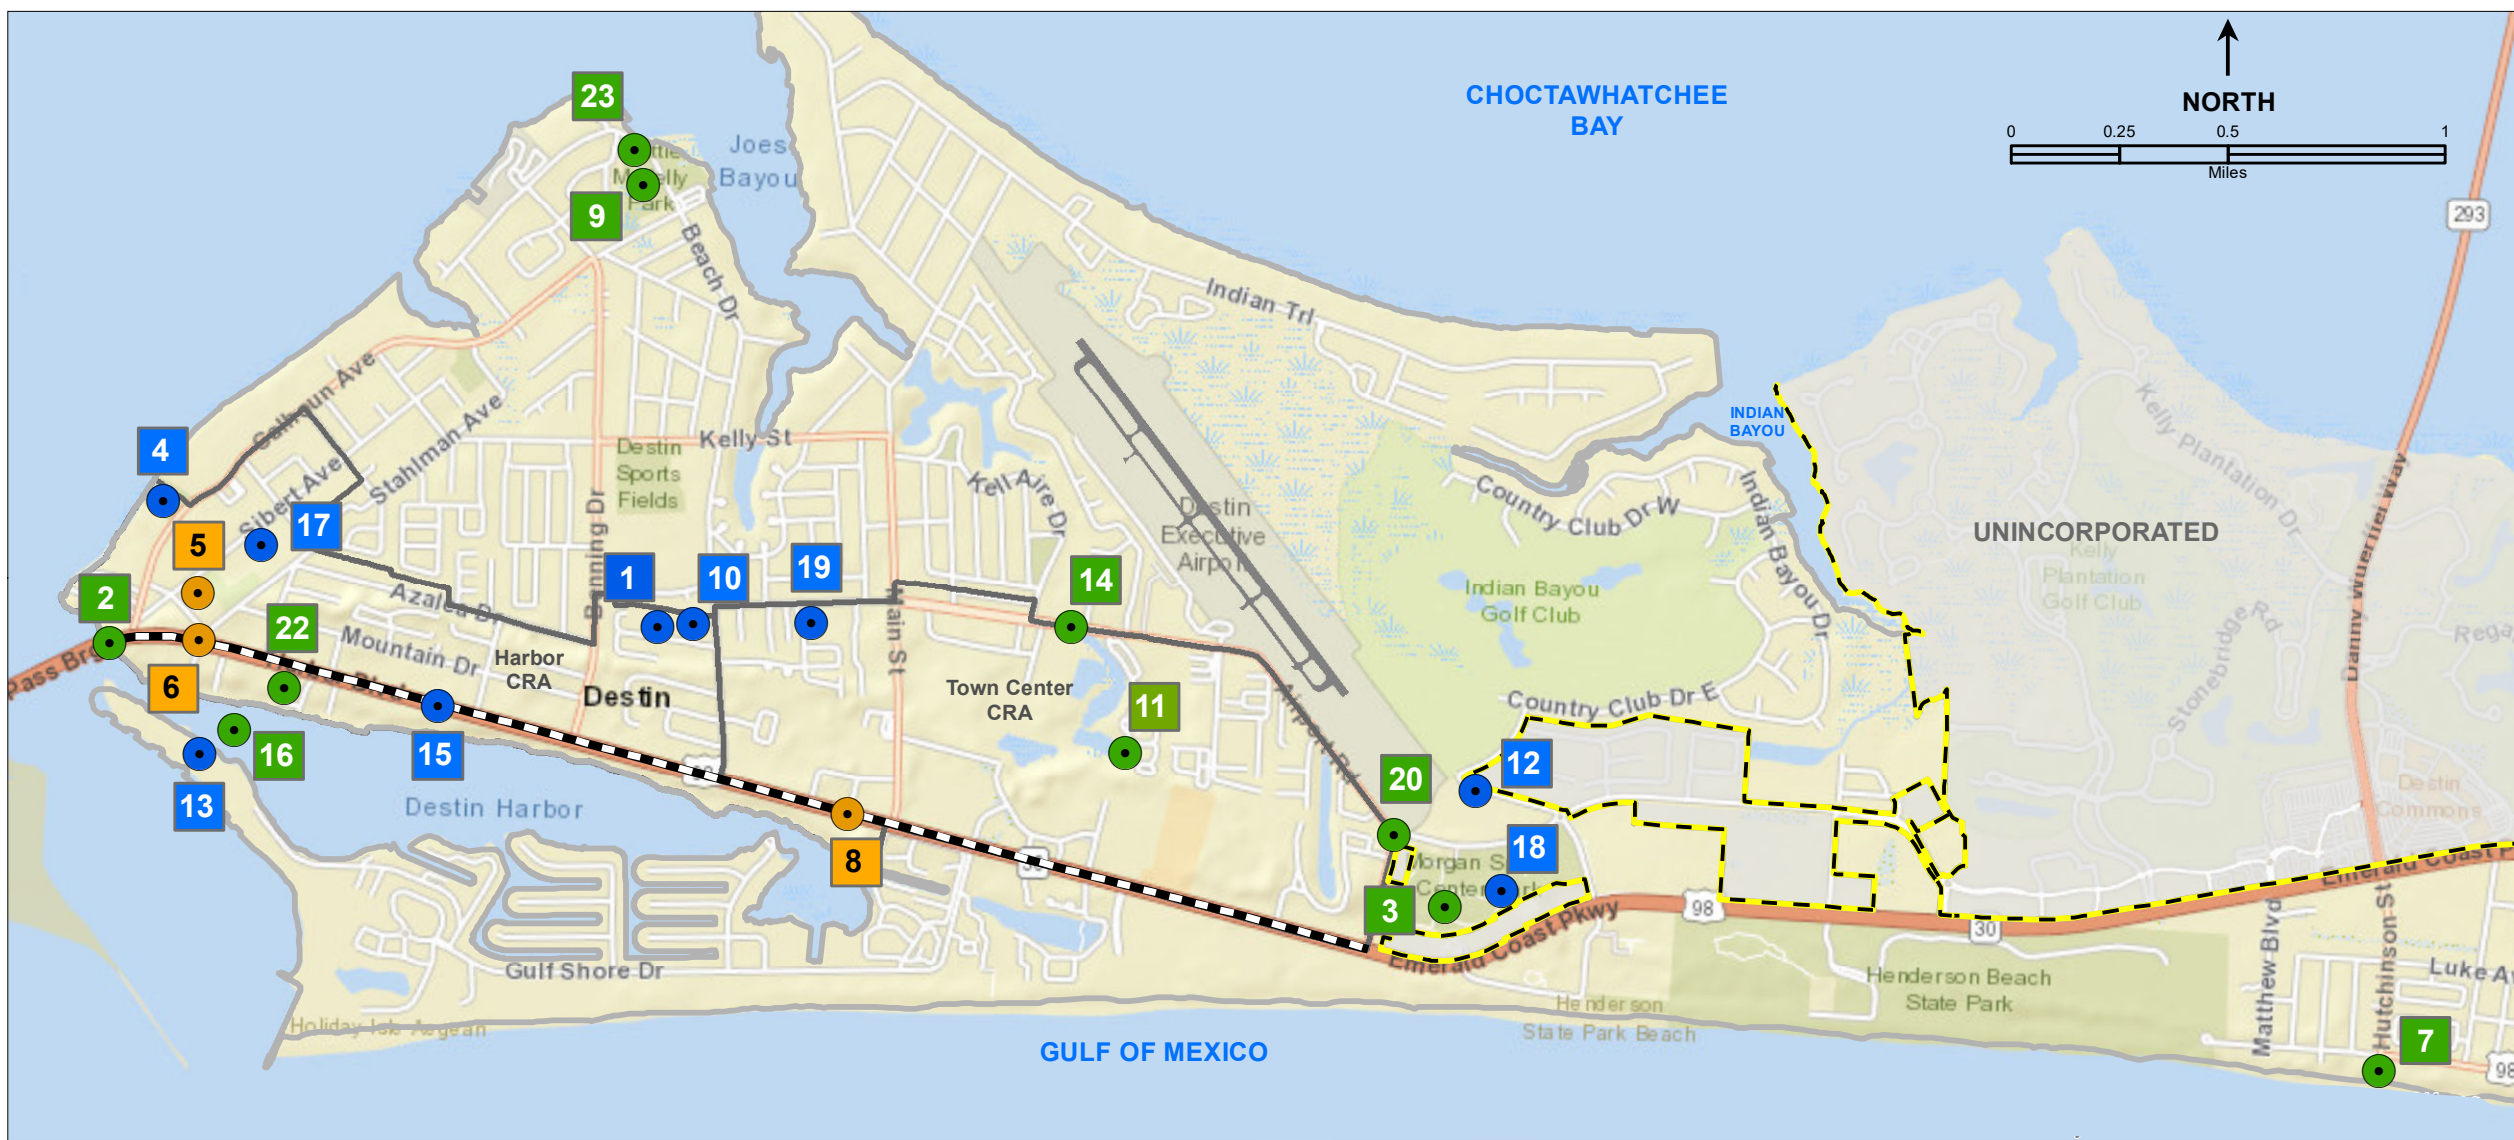 23
CHOCTAWHATCHEE
BAY
NORTH
0 0.25 0.5 1
Miles
Joes
Bayou
Park
9
293
Beach Dr
Indian Trl
Calhoun Ave
Stahlman Ave
Sibert Ave
4
17
5
2
Kelly St
Destin
Sports
Fields
Kell Aire Dr
Destin
Executive
Airport
Country Club Dr W
INDIAN
BAYOU
Indian Bayou Dr
UNINCORPORATED
Kelly
Plantation
Golf Club
Kelly Plantation Dr
Danny Wuerffel Way
Stonebridge Rd
Indian Bayou
Golf Club
Benning Dr
1
10
19
14
Azalea Dr
Mountain Dr
22
Harbor
CRA
Main St
6
Destin
Town Center
CRA
11
Country Club Dr E
Airport Rd
16
15
13
Destin Harbor
8
20
12
18
3
Destin
Commons
Emerald Coast Pkwy
98
30
Gulf Shore Dr
Holiday Isle Aegean
GULF OF MEXICO
Henderson
State Park Beach
Henderson Beach
State Park
Matthew Blvd
Hutchinson St
7
98